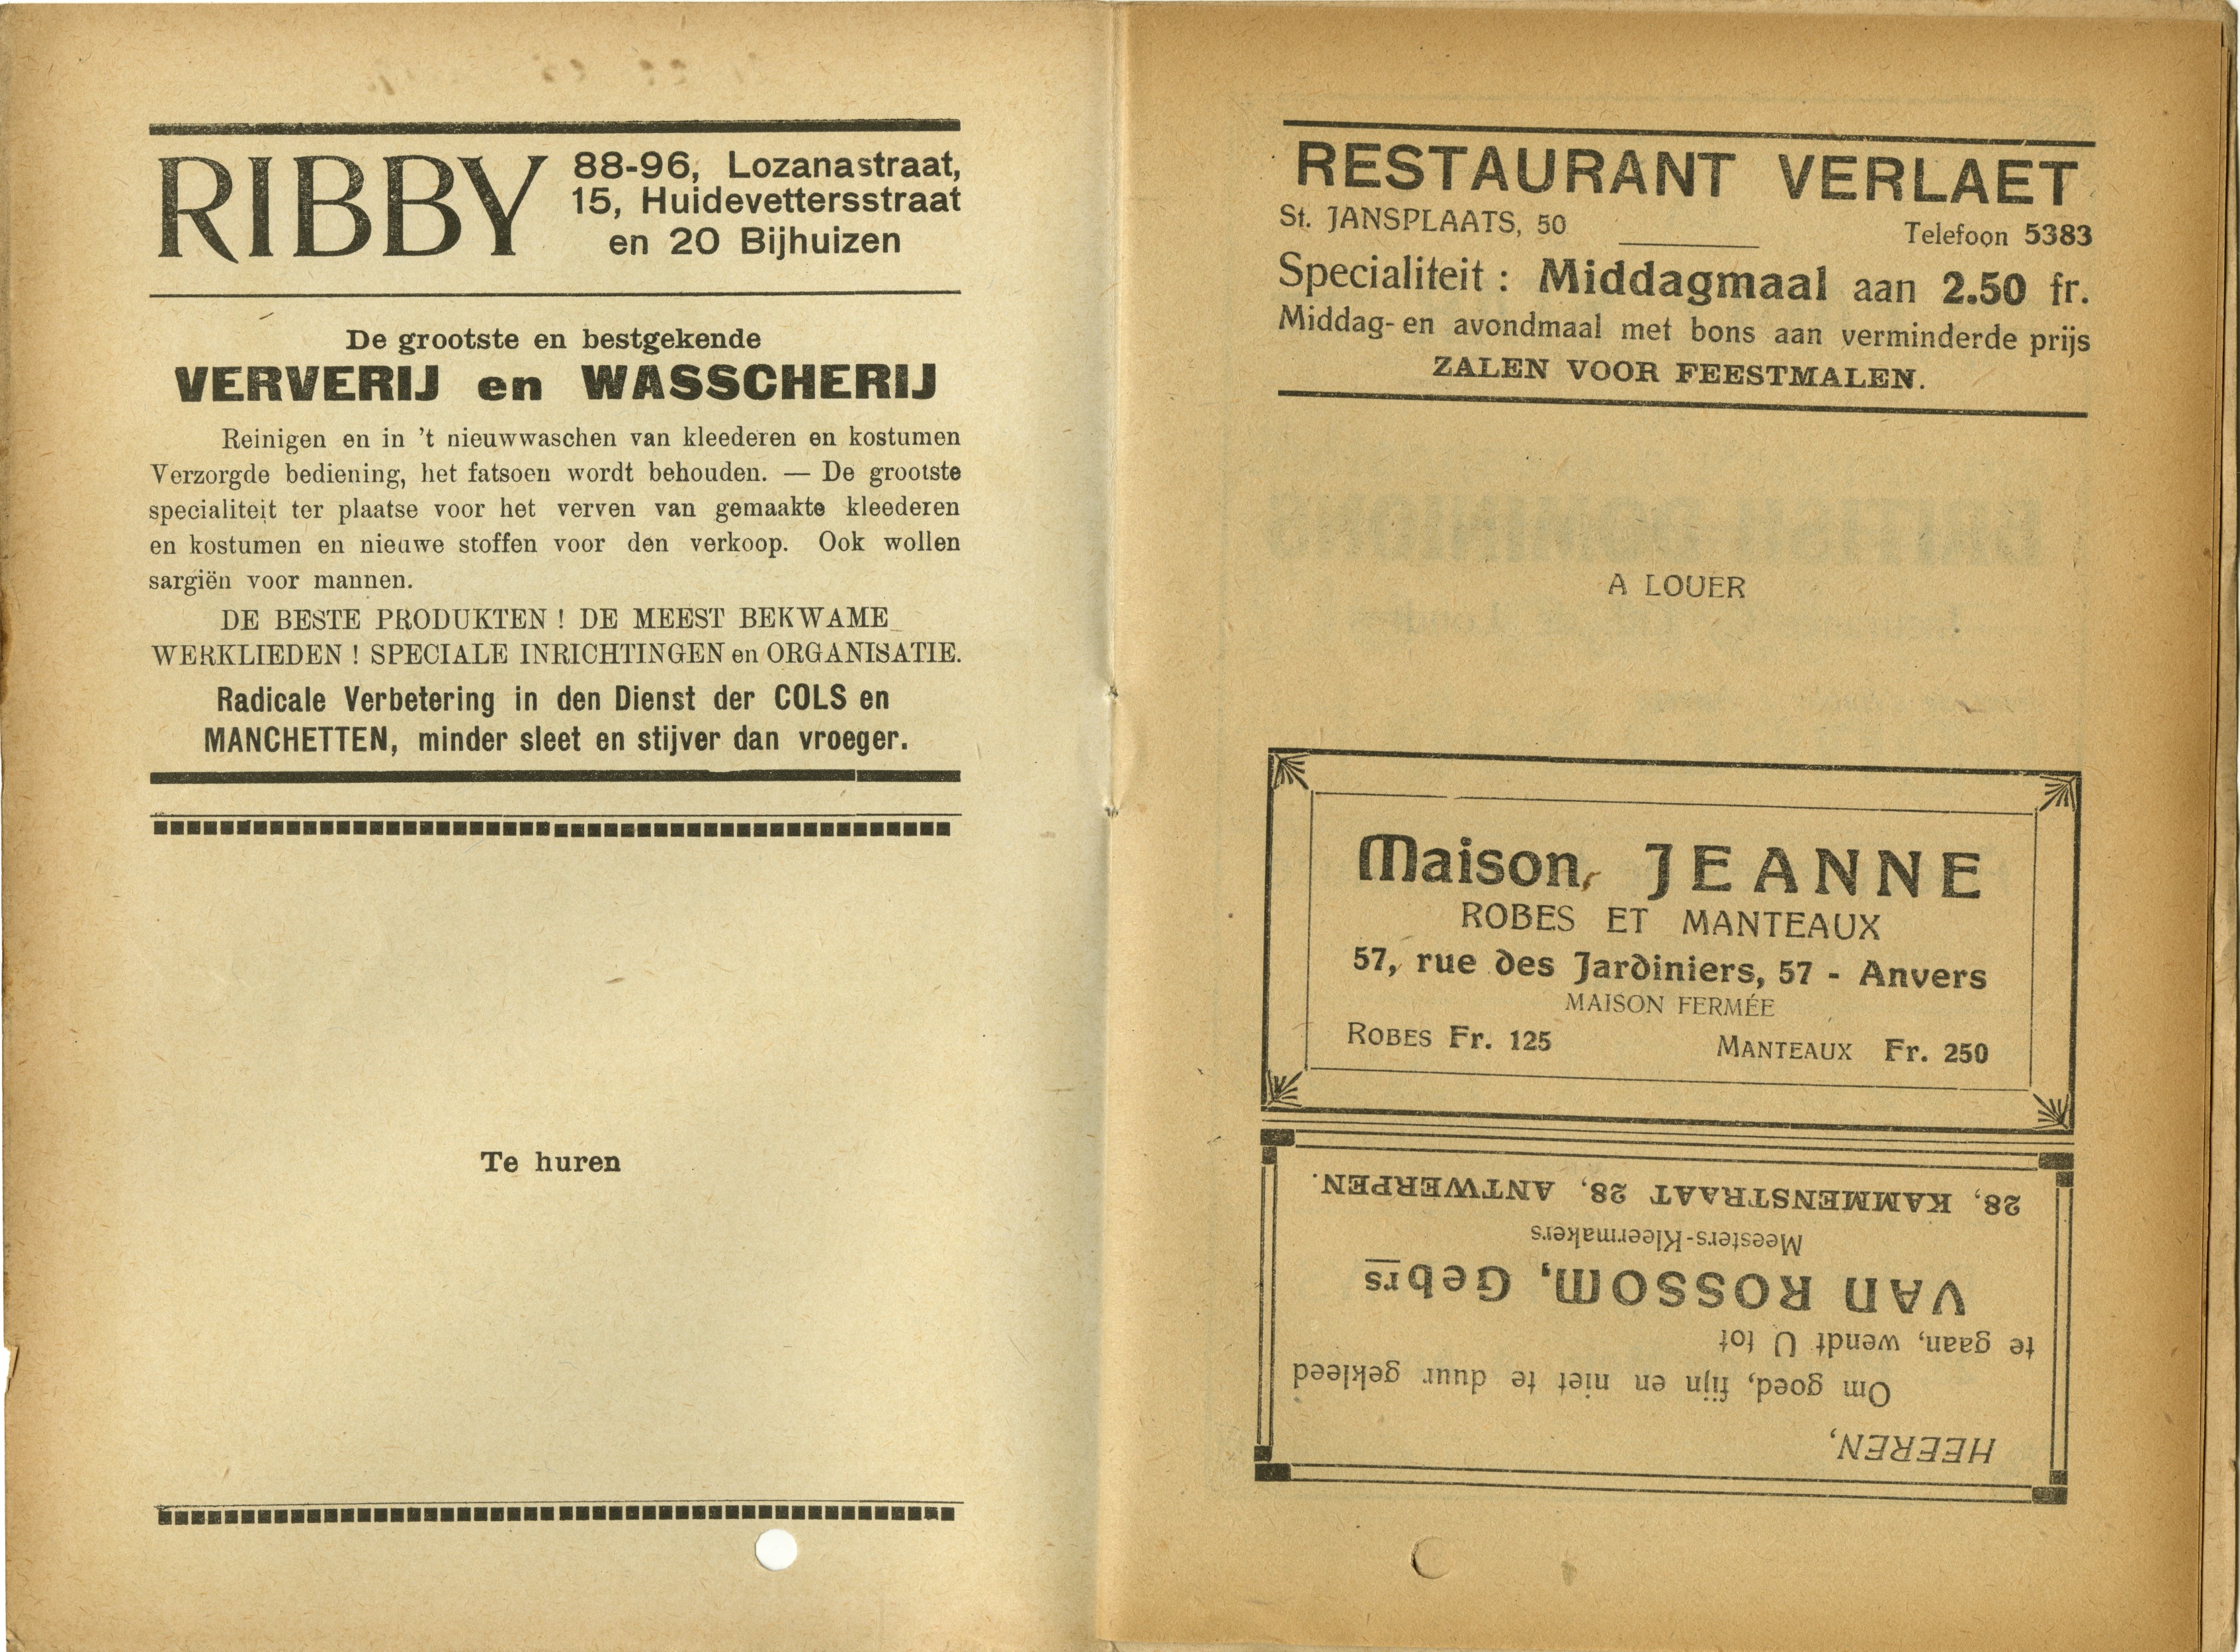 RIBBY
88-96, Lozanastraat,
15, Huidevettersstraat
en 20 Bijhuizen
De grootste en bestgekende
VERVERIJ en WASSCHERIJ
Reinigen en in 't nieuwwaschen van kleederen en kostumen
Verzorgde bediening, het fatsoen wordt behouden. — De grootste
specialiteit ter plaatse voor het verven van gemaakte kleederen
en kostumen en nieuwe stoffen voor den verkoop. Ook wollen
sargiën voor mannen.
DE BESTE PRODUKTEN ! DE MEEST BEKWAME
WERKLIEDEN ! SPECIALE INRICHTINGEN en ORGANISATIE.
Radicale Verbetering in den Dienst der COLS en
MANCHETTEN, minder sleet en stijver dan vroeger.
Te huren
RESTAURANT VERLAET
St. JANSPLAATS, 50 Telefoon 5383
Specialiteit : Middagmaal aan 2.50 fr.
Middag- en avondmaal met bons aan verminderde prijs
ZALEN VOOR FEESTMALEN.
A LOUER
Maison JEANNE
ROBES ET MANTEAUX
57, rue des Jardiniers, 57 - Anvers
MAISON FERMÉE
ROBES Fr. 125 MANTEAUX Fr. 250
HEEREN,
Om goed, fijn en niet te duur gekleed
te gaan, wendt U tot
VAN ROSSOM, Gebrs
Meesters-Kleermakers
28, KAMMENSTRAAT 28, ANTWERPEN.